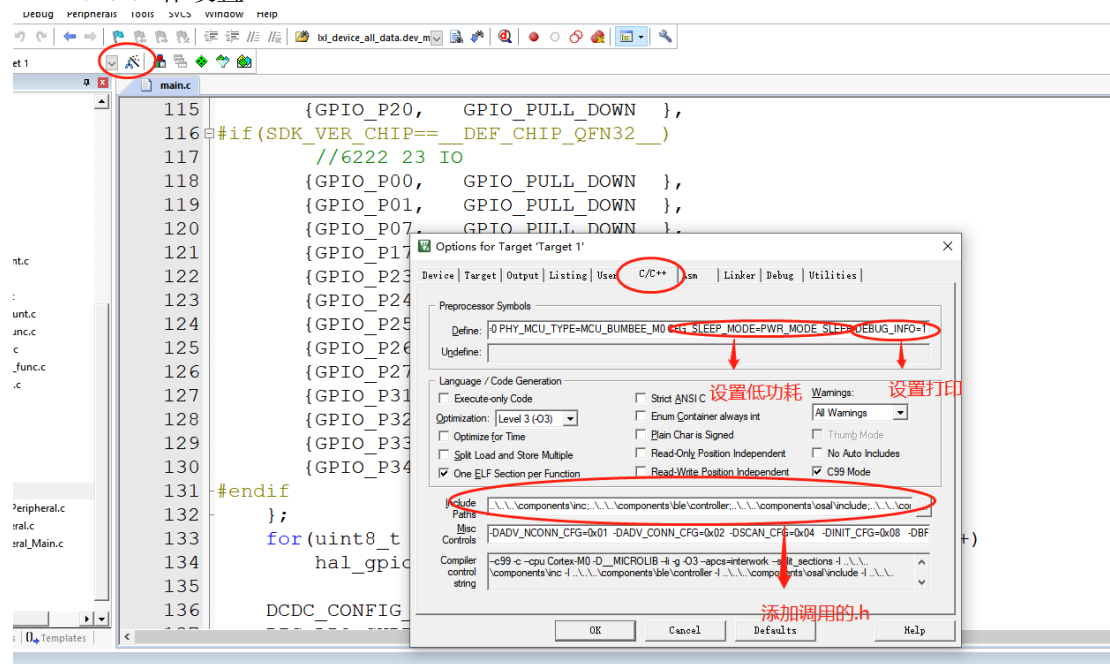 Debug Peripherals Tools SVCS Window Help
lxl_device_all_data.dev_m
et 1
main.c
115 {GPIO_P20, GPIO_PULL_DOWN },
116 #if(SDK_VER_CHIP==__DEF_CHIP_QFN32__)
117 //6222 23 IO
118 {GPIO_P00, GPIO_PULL_DOWN },
119 {GPIO_P01, GPIO_PULL_DOWN },
120 {GPIO_P07, GPIO_PULL_DOWN },
121 {GPIO_P17
122 {GPIO_P23
123 {GPIO_P24
124 {GPIO_P25
125 {GPIO_P26
126 {GPIO_P27
127 {GPIO_P31
128 {GPIO_P32
129 {GPIO_P33
130 {GPIO_P34
131 #endif
132 };
133 for(uint8_t +)
134 hal_gpio
135
136 DCDC_CONFIG
nt.c
unt.c
unc.c
c
_func.c
.c
Peripheral.c
eral.c
eral_Main.c
Templates
Options for Target 'Target 1'
Device Target Output Listing User C/C++ Asm Linker Debug Utilities
Preprocessor Symbols
Define: -0 PHY_MCU_TYPE=MCU_BUMBEE_M0 CFG_SLEEP_MODE=PWR_MODE_SLEEP DEBUG_INFO=1
Undefine:
设置低功耗
设置打印
Language / Code Generation
Execute-only Code Strict ANSI C Warnings:
Optimization: Level 3 (-O3) Enum Container always int All Warnings
Optimize for Time Plain Char is Signed Thumb Mode
Split Load and Store Multiple Read-Only Position Independent No Auto Includes
One ELF Section per Function Read-Write Position Independent C99 Mode
Include Paths ..\..\..\components\inc;..\..\..\components\ble\controller;..\..\..\components\osal\include;..\..\..\cor ...
Misc Controls -DADV_NCONN_CFG=0x01 -DADV_CONN_CFG=0x02 -DSCAN_CFG=0x04 -DINIT_CFG=0x08 -DBF
Compiler control string --c99 -c --cpu Cortex-M0 -D__MICROLIB -li -g -O3 --apcs=interwork --split_sections -I ..\..\..
\components\inc -I ..\..\..\components\ble\controller -I ..\..\..\components\osal\include -I ..\..\..
添加调用的.h
OK Cancel Defaults Help